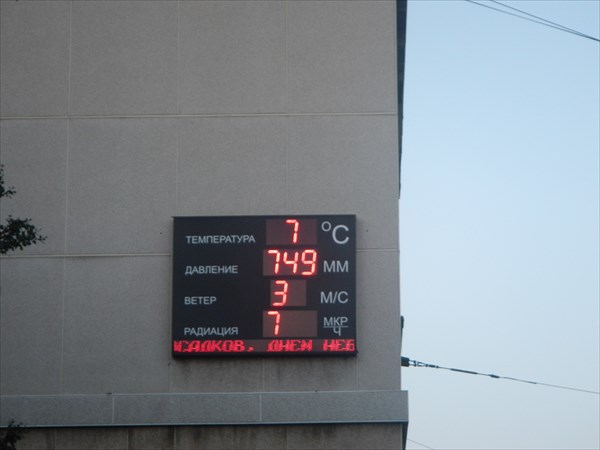 ТЕМПЕРАТУРА 7 °C
ДАВЛЕНИЕ 749 ММ
ВЕТЕР 3 М/С
РАДИАЦИЯ 7 МКР/Ч
САДКОВ, ДНЕМ НЕБ